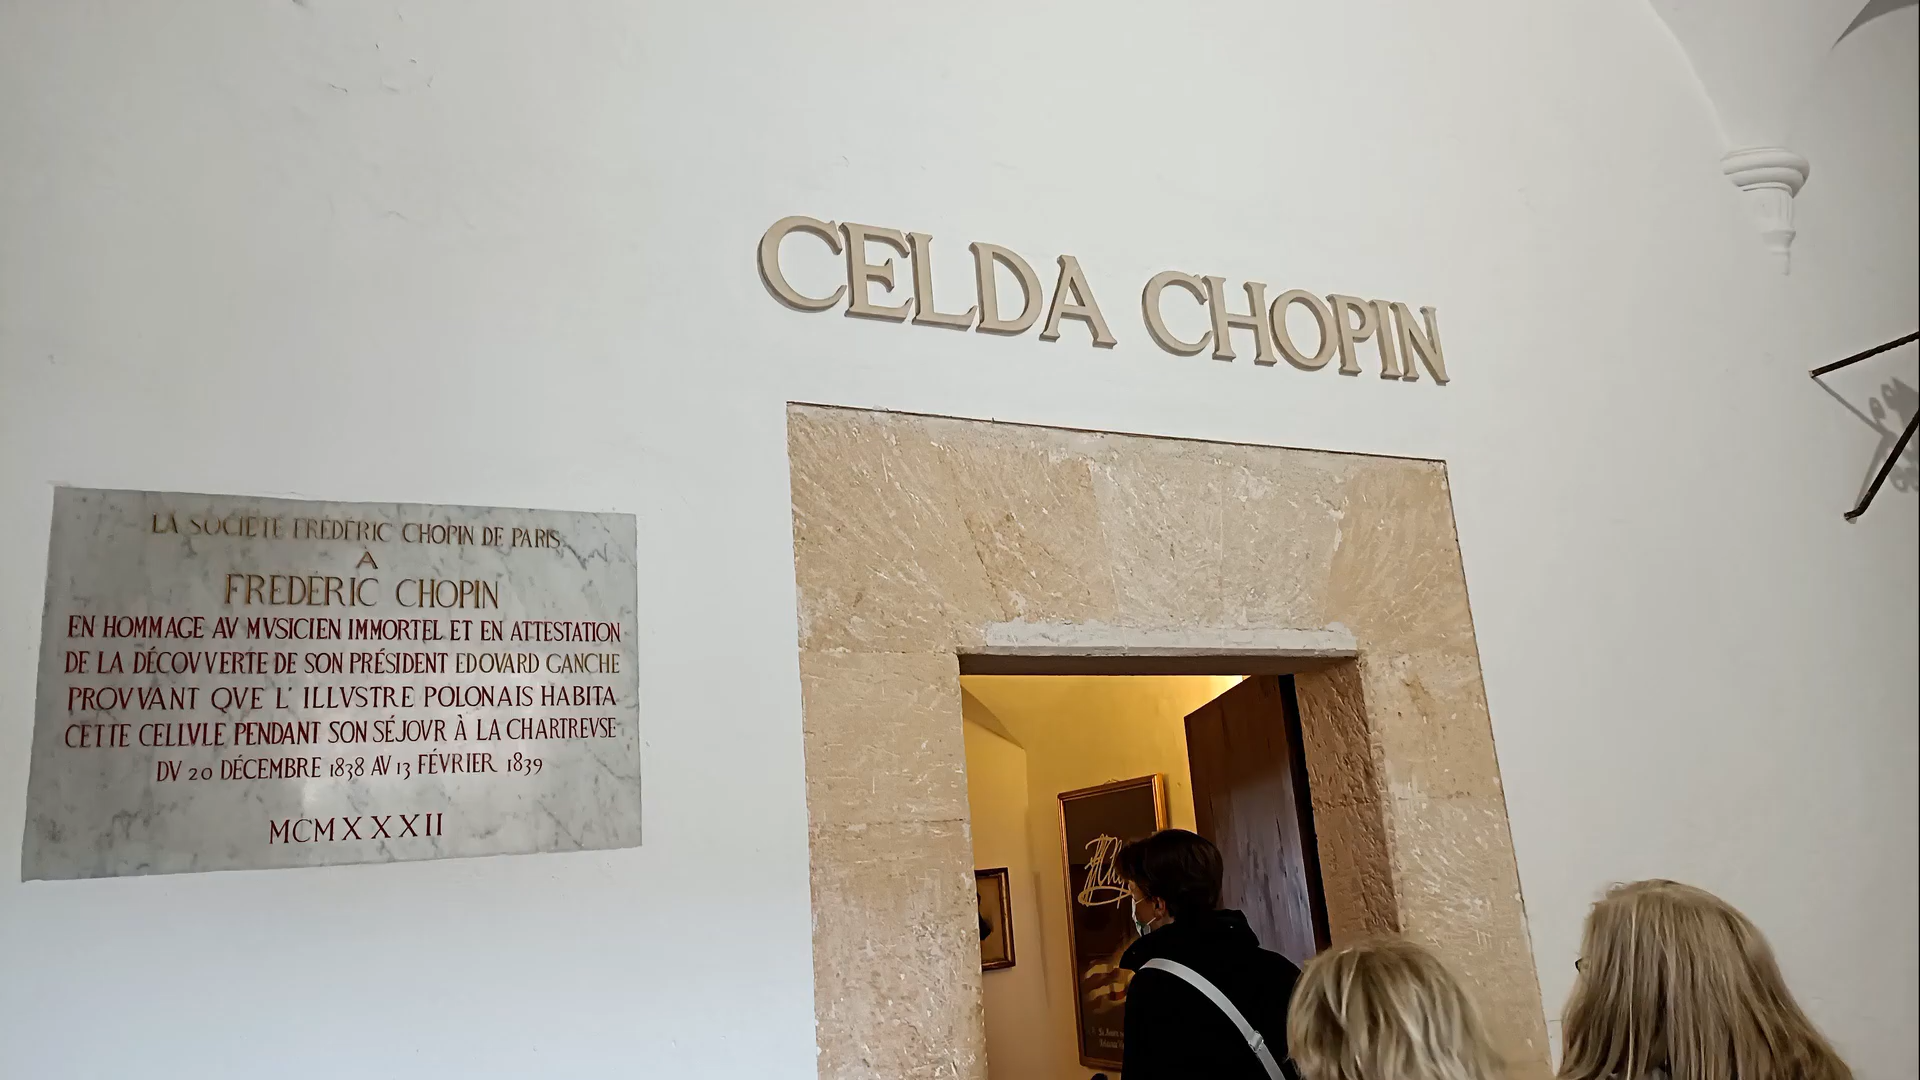 CELDA CHOPIN
LA SOCIÉTÉ FRÉDÉRIC CHOPIN DE PARIS
À
FRÉDÉRIC CHOPIN
EN HOMMAGE AV MVSICIEN IMMORTEL ET EN ATTESTATION
DE LA DÉCOVVERTE DE SON PRÉSIDENT EDOVARD GANCHE
PROVVANT QVE L' ILLVSTRE POLONAIS HABITA
CETTE CELLVLE PENDANT SON SÉJOVR À LA CHARTREVSE
DV 20 DÉCEMBRE 1838 AV 13 FÉVRIER 1839
MCMXXXII